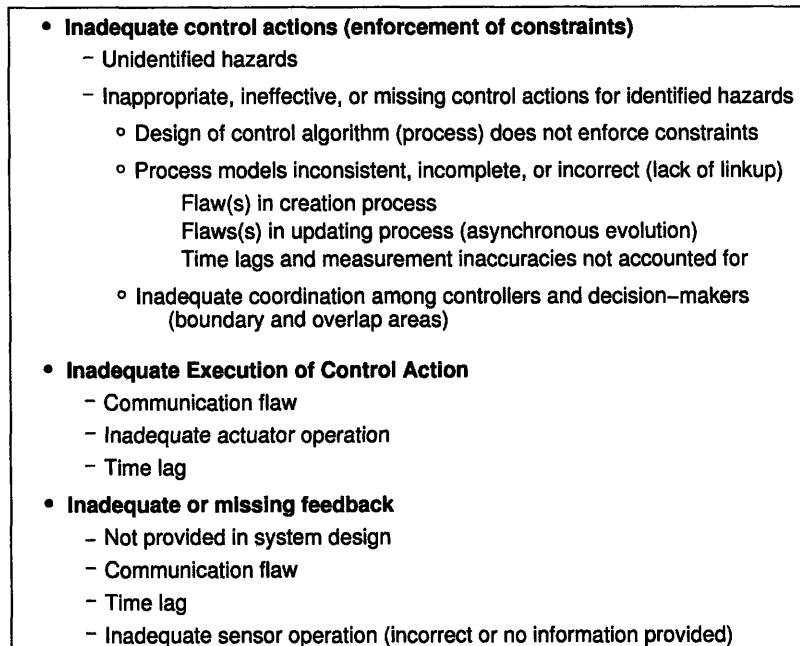 • Inadequate control actions (enforcement of constraints)
– Unidentified hazards
– Inappropriate, ineffective, or missing control actions for identified hazards
○ Design of control algorithm (process) does not enforce constraints
○ Process models inconsistent, incomplete, or incorrect (lack of linkup)
Flaw(s) in creation process
Flaws(s) in updating process (asynchronous evolution)
Time lags and measurement inaccuracies not accounted for
○ Inadequate coordination among controllers and decision–makers
(boundary and overlap areas)
• Inadequate Execution of Control Action
– Communication flaw
– Inadequate actuator operation
– Time lag
• Inadequate or missing feedback
– Not provided in system design
– Communication flaw
– Time lag
– Inadequate sensor operation (incorrect or no information provided)